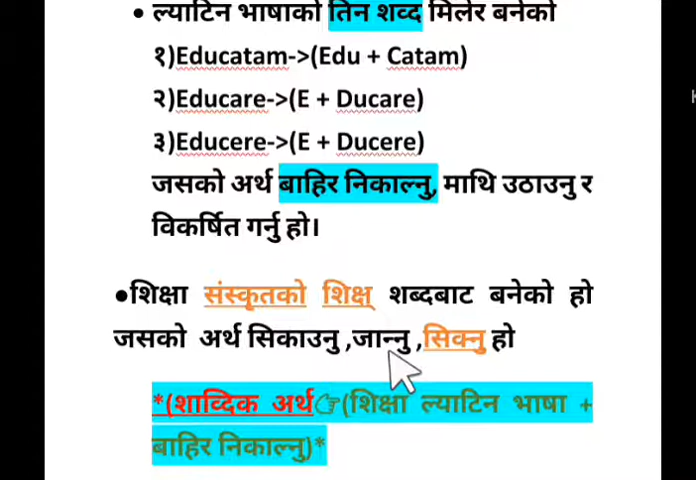 • ल्याटिन भाषाको तिन शब्द मिलेर बनेको
१)Educatam->(Edu + Catam)
२)Educare->(E + Ducare)
३)Educere->(E + Ducere)
जसको अर्थ बाहिर निकाल्नु, माथि उठाउनु र
विकर्षित गर्नु हो।
●शिक्षा संस्कृतको शिक्ष् शब्दबाट बनेको हो
जसको अर्थ सिकाउनु ,जान्नु ,सिक्नु हो
*(शाव्दिक अर्थ👉(शिक्षा ल्याटिन भाषा +
बाहिर निकाल्नु)*